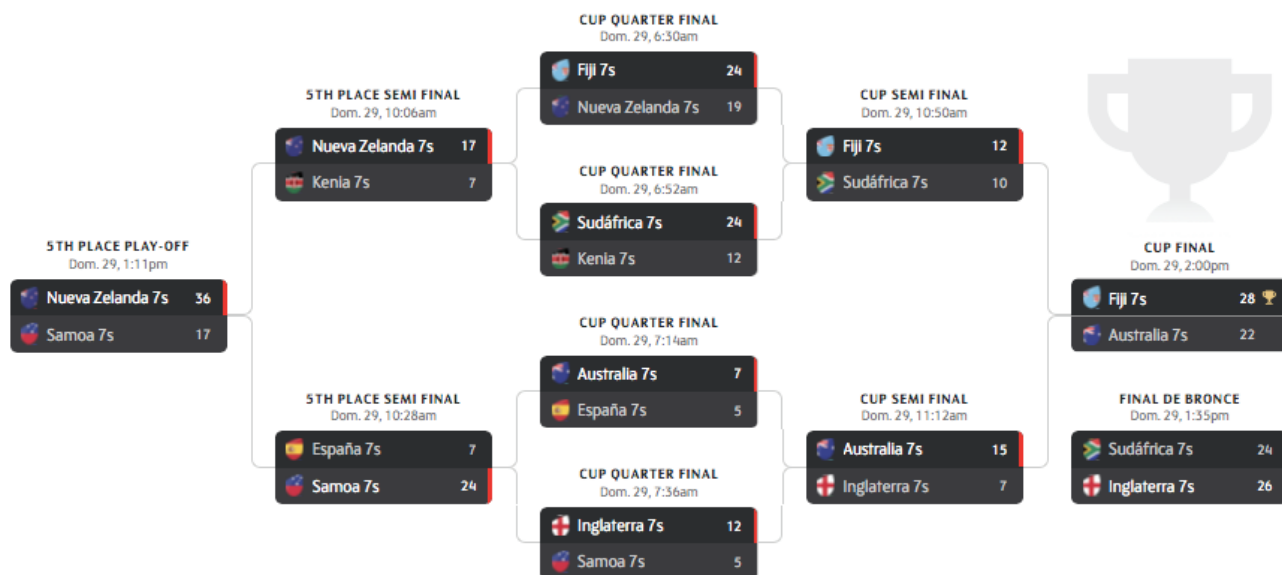 5TH PLACE PLAY-OFF
Dom. 29, 1:11pm
Nueva Zelanda 7s 36
Samoa 7s 17
5TH PLACE SEMI FINAL
Dom. 29, 10:06am
Nueva Zelanda 7s 17
Kenia 7s 7
5TH PLACE SEMI FINAL
Dom. 29, 10:28am
España 7s 7
Samoa 7s 24
CUP QUARTER FINAL
Dom. 29, 6:30am
Fiji 7s 24
Nueva Zelanda 7s 19
CUP QUARTER FINAL
Dom. 29, 6:52am
Sudáfrica 7s 24
Kenia 7s 12
CUP QUARTER FINAL
Dom. 29, 7:14am
Australia 7s 7
España 7s 5
CUP QUARTER FINAL
Dom. 29, 7:36am
Inglaterra 7s 12
Samoa 7s 5
CUP SEMI FINAL
Dom. 29, 10:50am
Fiji 7s 12
Sudáfrica 7s 10
CUP SEMI FINAL
Dom. 29, 11:12am
Australia 7s 15
Inglaterra 7s 7
CUP FINAL
Dom. 29, 2:00pm
Fiji 7s 28
Australia 7s 22
FINAL DE BRONCE
Dom. 29, 1:35pm
Sudáfrica 7s 24
Inglaterra 7s 26